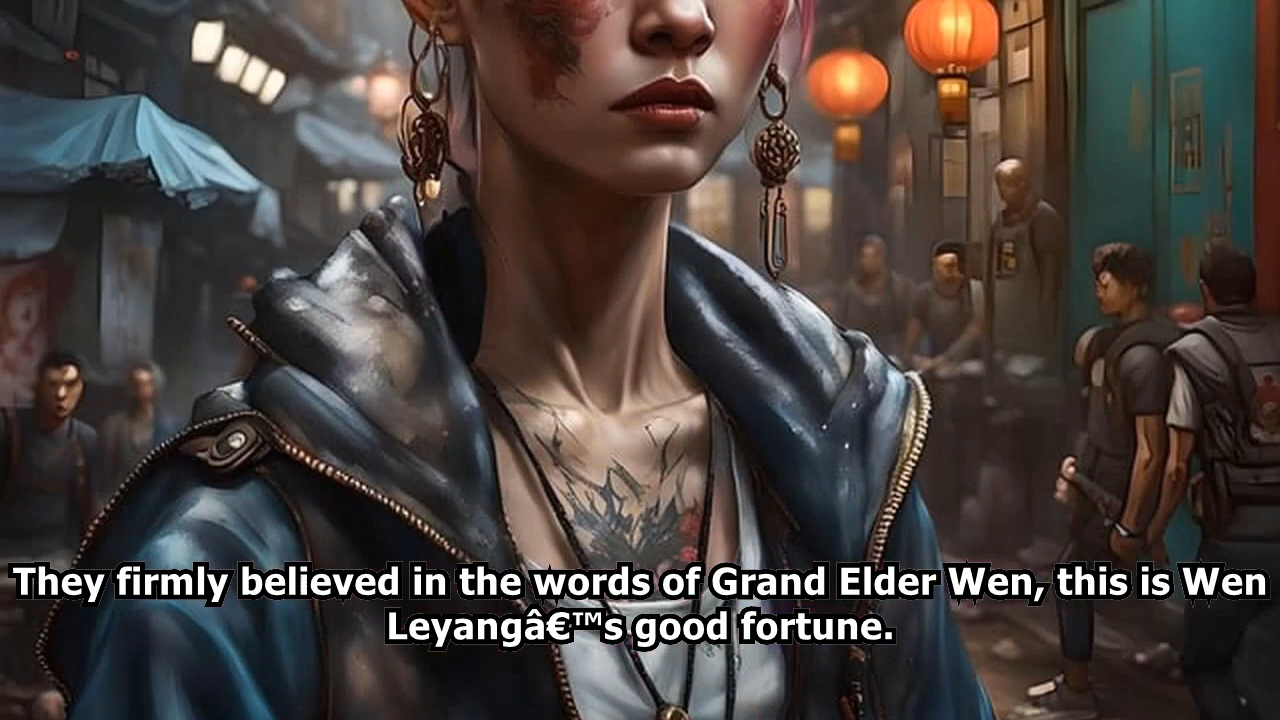 They firmly believed in the words of Grand Elder Wen, this is Wen
Leyangâ€™s good fortune.